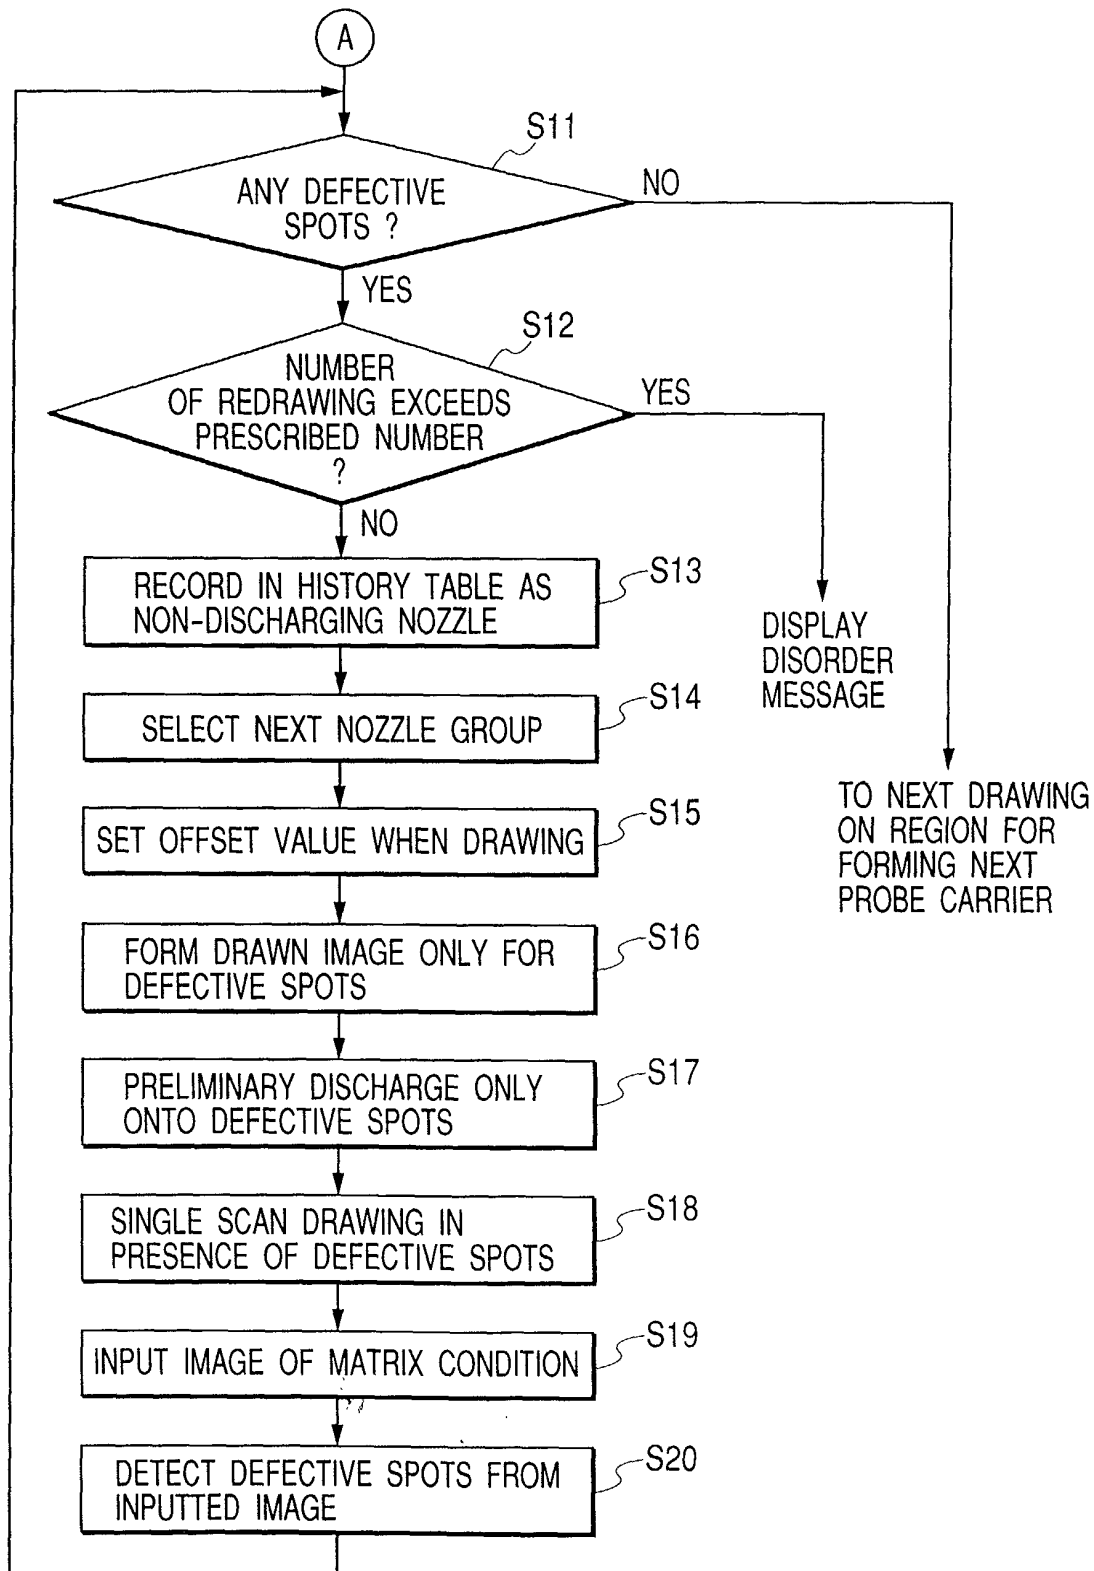 A
S11
ANY DEFECTIVE
SPOTS ?
NO
YES
S12
NUMBER
OF REDRAWING EXCEEDS
PRESCRIBED NUMBER
?
YES
NO
RECORD IN HISTORY TABLE AS
NON-DISCHARGING NOZZLE
S13
DISPLAY
DISORDER
MESSAGE
SELECT NEXT NOZZLE GROUP
S14
TO NEXT DRAWING
ON REGION FOR
FORMING NEXT
PROBE CARRIER
SET OFFSET VALUE WHEN DRAWING
S15
FORM DRAWN IMAGE ONLY FOR
DEFECTIVE SPOTS
S16
PRELIMINARY DISCHARGE ONLY
ONTO DEFECTIVE SPOTS
S17
SINGLE SCAN DRAWING IN
PRESENCE OF DEFECTIVE SPOTS
S18
INPUT IMAGE OF MATRIX CONDITION
S19
DETECT DEFECTIVE SPOTS FROM
INPUTTED IMAGE
S20